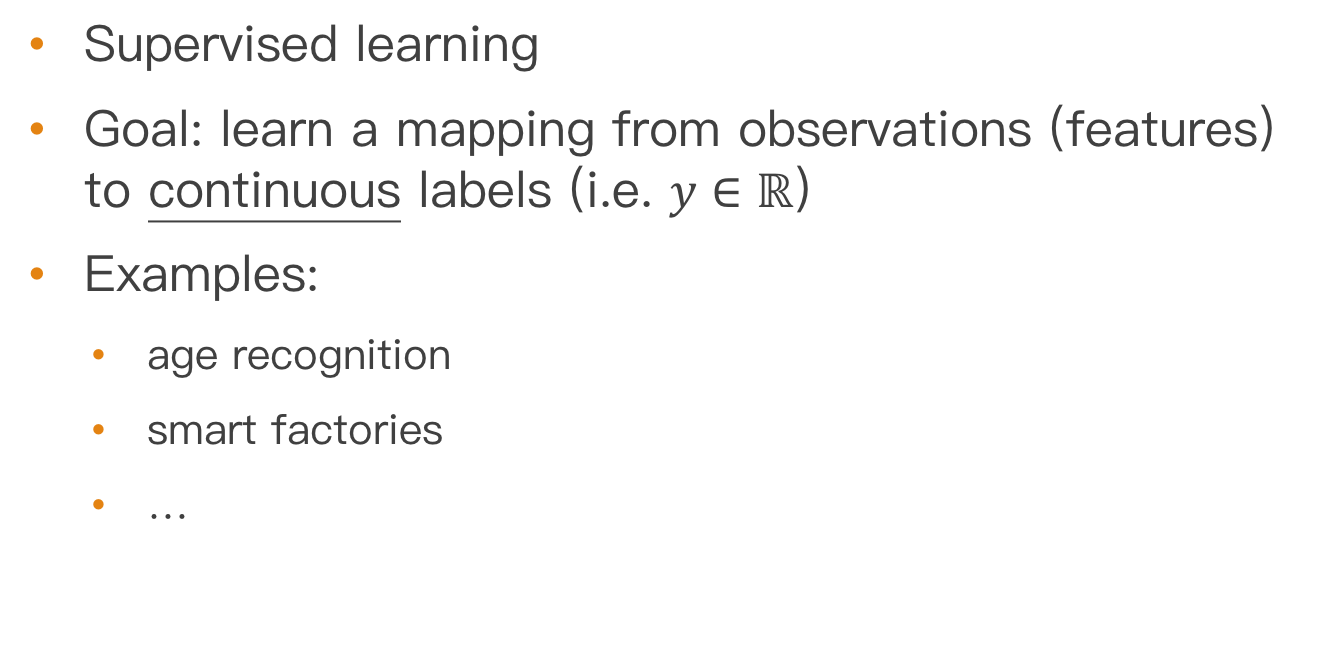 • Supervised learning
• Goal: learn a mapping from observations (features)
to continuous labels (i.e. y ∈ ℝ)
• Examples:
• age recognition
• smart factories
• …